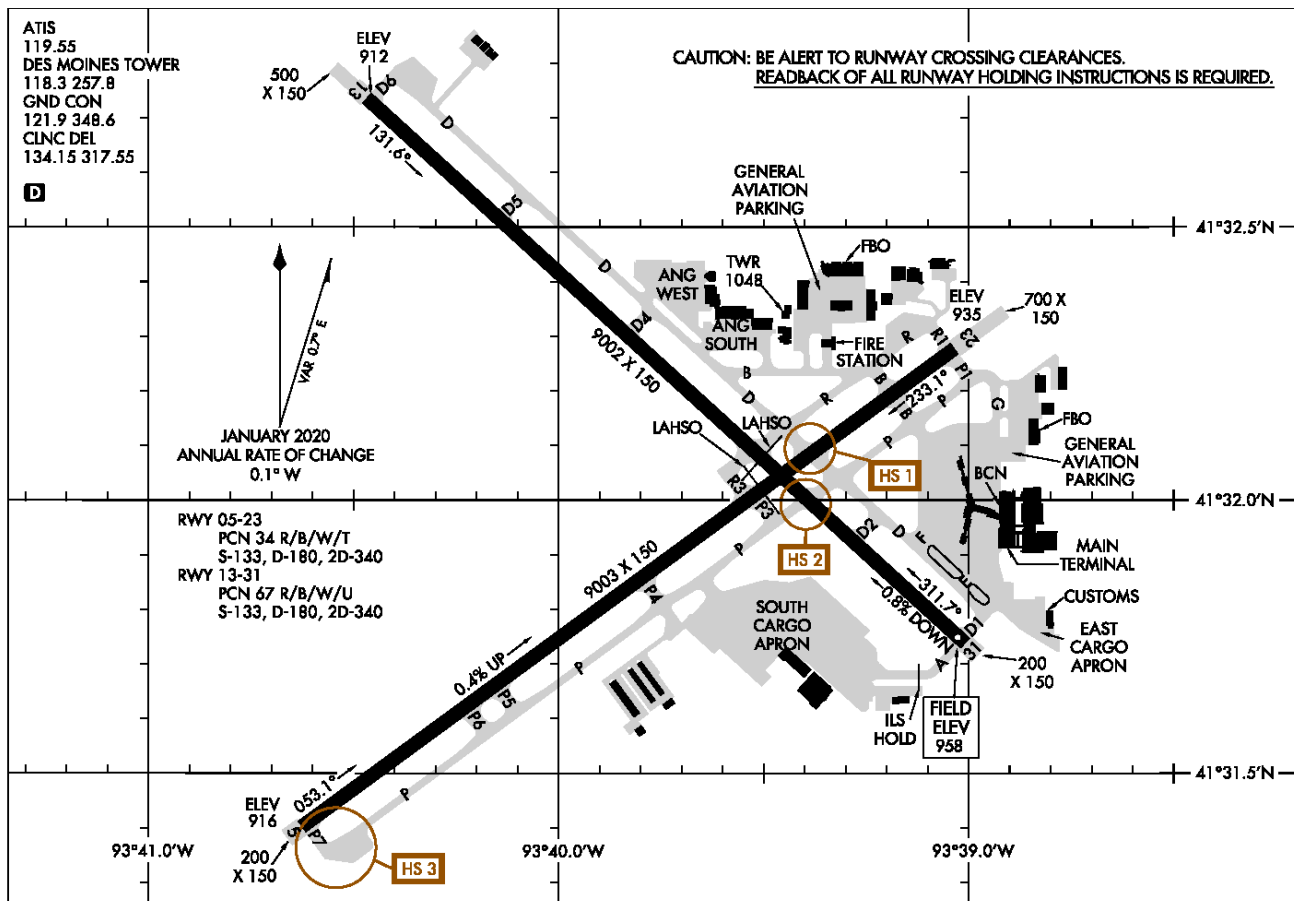 ATIS
119.55
DES MOINES TOWER
118.3 257.8
GND CON
121.9 348.6
CLNC DEL
134.15 317.55
D
CAUTION: BE ALERT TO RUNWAY CROSSING CLEARANCES.
READBACK OF ALL RUNWAY HOLDING INSTRUCTIONS IS REQUIRED.
ELEV
912
500
X 150
13
D6
D
131.6°
D5
D
D4
9002 X 150
GENERAL
AVIATION
PARKING
FBO
TWR
1048
ANG
WEST
ANG
SOUTH
FIRE
STATION
41°32.5'N
ELEV
935
700 X
150
23
R1
R
P1
B
B
D
R
B
P
P
233.1°
G
VAR 0.7° E
JANUARY 2020
ANNUAL RATE OF CHANGE
0.1° W
LAHSO
LAHSO
HS 1
FBO
GENERAL
AVIATION
PARKING
BCN
R3
P3
41°32.0'N
RWY 05-23
PCN 34 R/B/W/T
S-133, D-180, 2D-340
RWY 13-31
PCN 67 R/B/W/U
S-133, D-180, 2D-340
HS 2
D2
D
F
E
MAIN
TERMINAL
P
9003 X 150
P4
311.7°
0.8% DOWN
CUSTOMS
SOUTH
CARGO
APRON
D1
31
EAST
CARGO
APRON
A
200
X 150
0.4% UP
P
P5
P6
ILS
HOLD
FIELD
ELEV
958
41°31.5'N
053.1°
P
ELEV
916
5
P7
200
X 150
HS 3
93°41.0'W
93°40.0'W
93°39.0'W